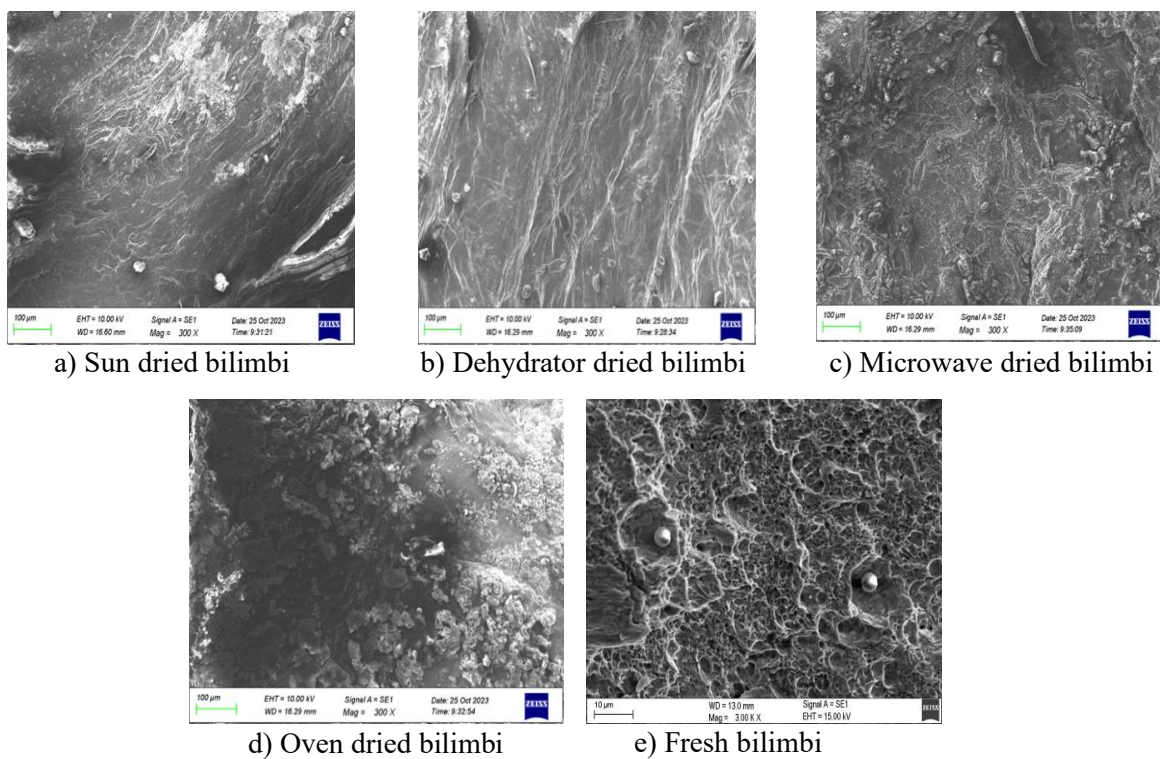 100 µm EHT = 10.00 kV Signal A = SE1 Date: 25 Oct 2023
WD = 16.60 mm Mag = 300 X Time: 9:31:21 ZEISS
100 µm EHT = 10.00 kV Signal A = SE1 Date: 25 Oct 2023
WD = 16.29 mm Mag = 300 X Time: 9:28:34 ZEISS
100 µm EHT = 10.00 kV Signal A = SE1 Date: 25 Oct 2023
WD = 16.29 mm Mag = 300 X Time: 9:35:09 ZEISS
a) Sun dried bilimbi
b) Dehydrator dried bilimbi
c) Microwave dried bilimbi
100 µm EHT = 10.00 kV Signal A = SE1 Date: 25 Oct 2023
WD = 16.29 mm Mag = 300 X Time: 9:32:54 ZEISS
10 µm WD = 13.0 mm Signal A = SE1
Mag = 3.00 K X EHT = 15.00 kV ZEISS
d) Oven dried bilimbi
e) Fresh bilimbi